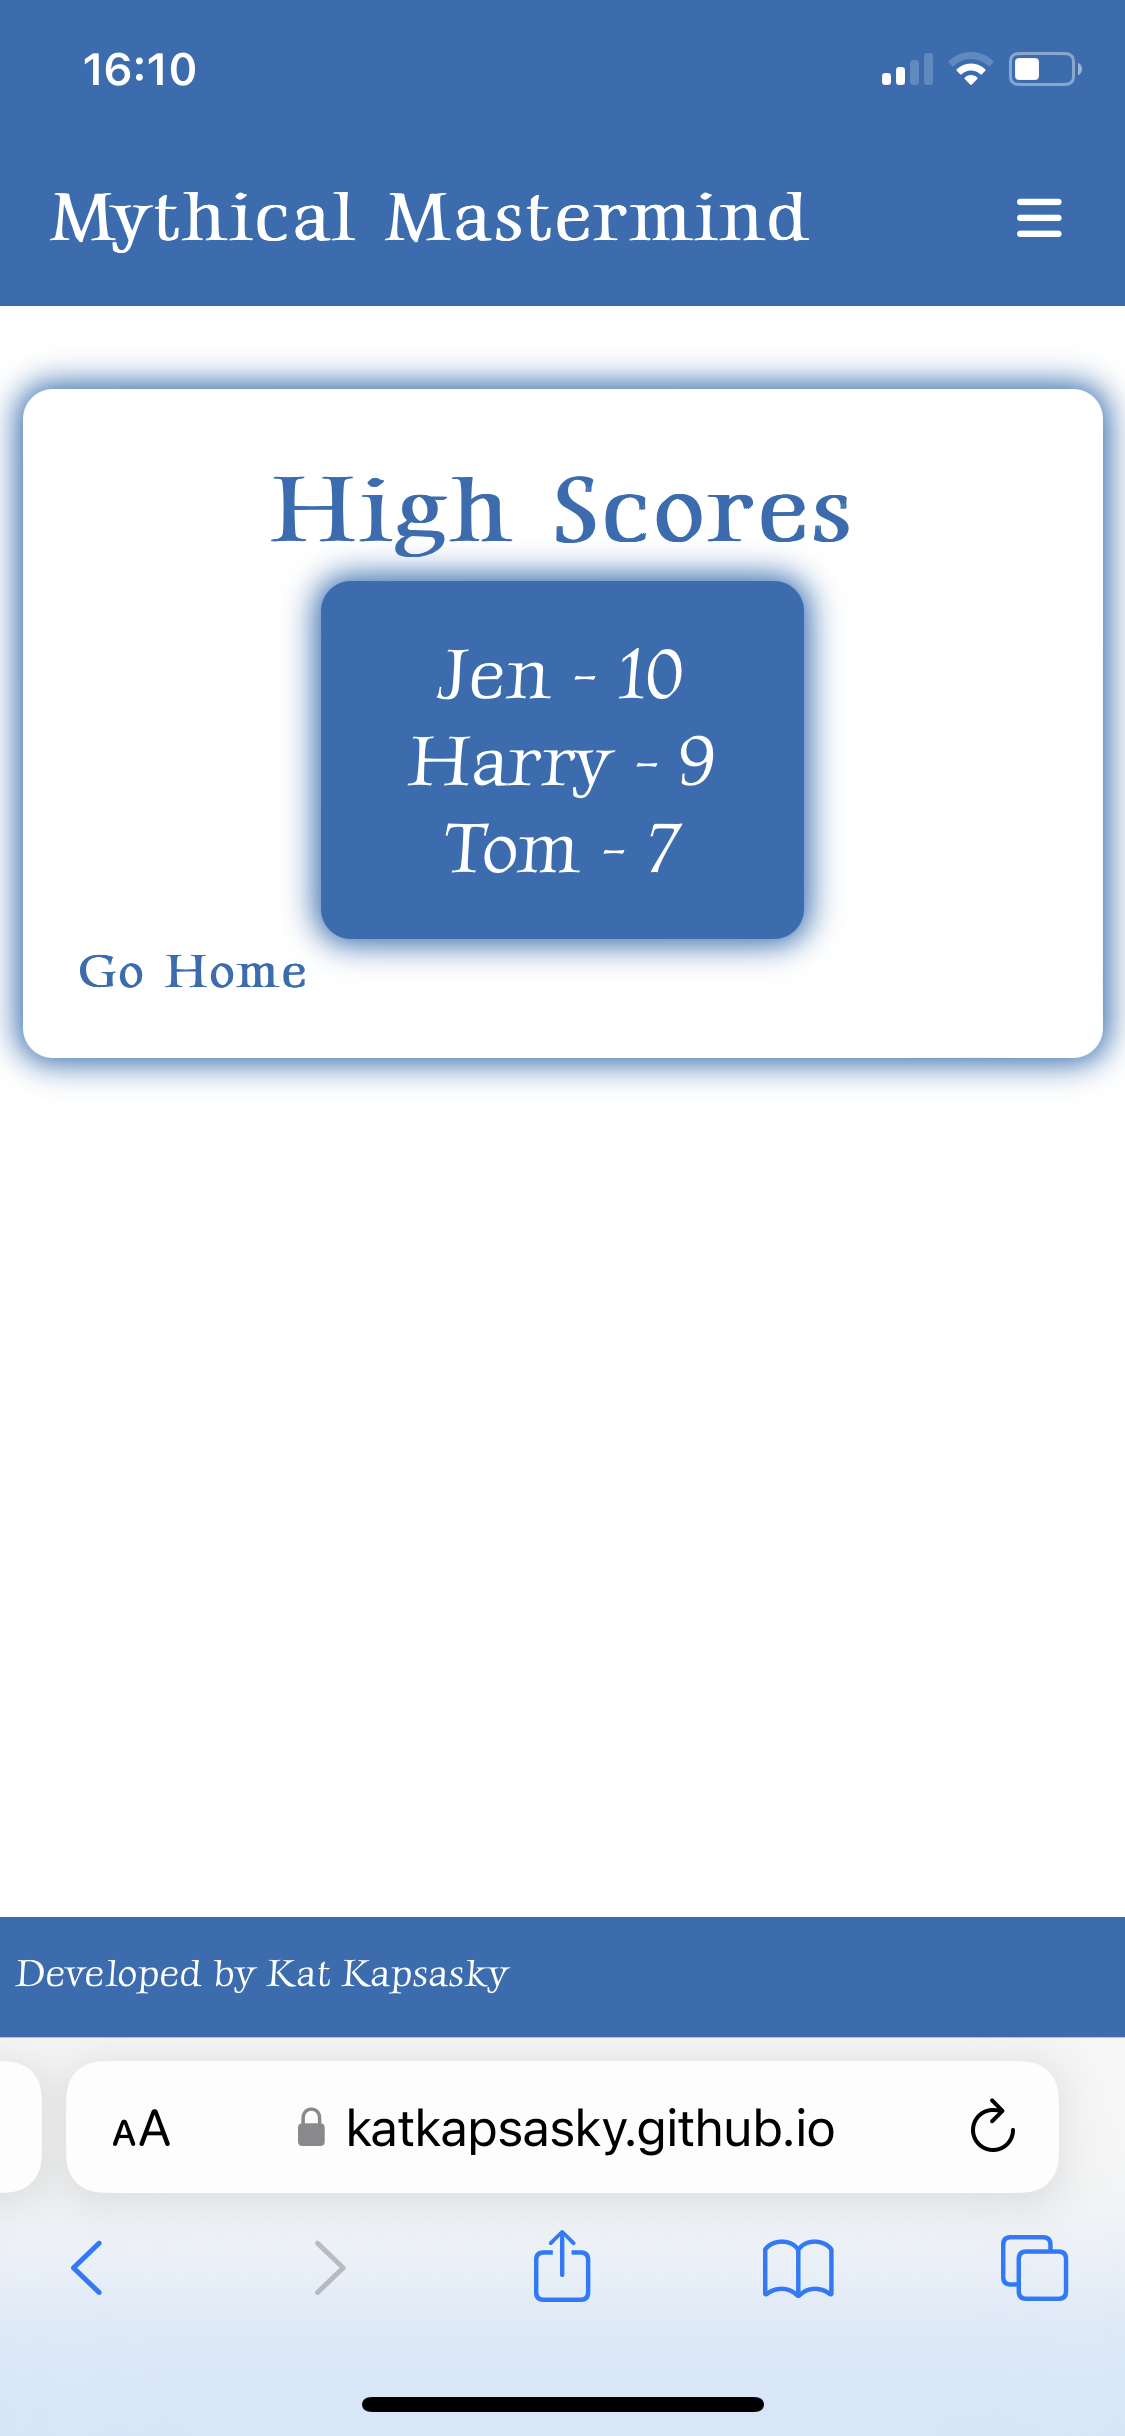 16:10
Mythical Mastermind
High Scores
Jen - 10
Harry - 9
Tom - 7
Go Home
Developed by Kat Kapsasky
AA
katkapsasky.github.io